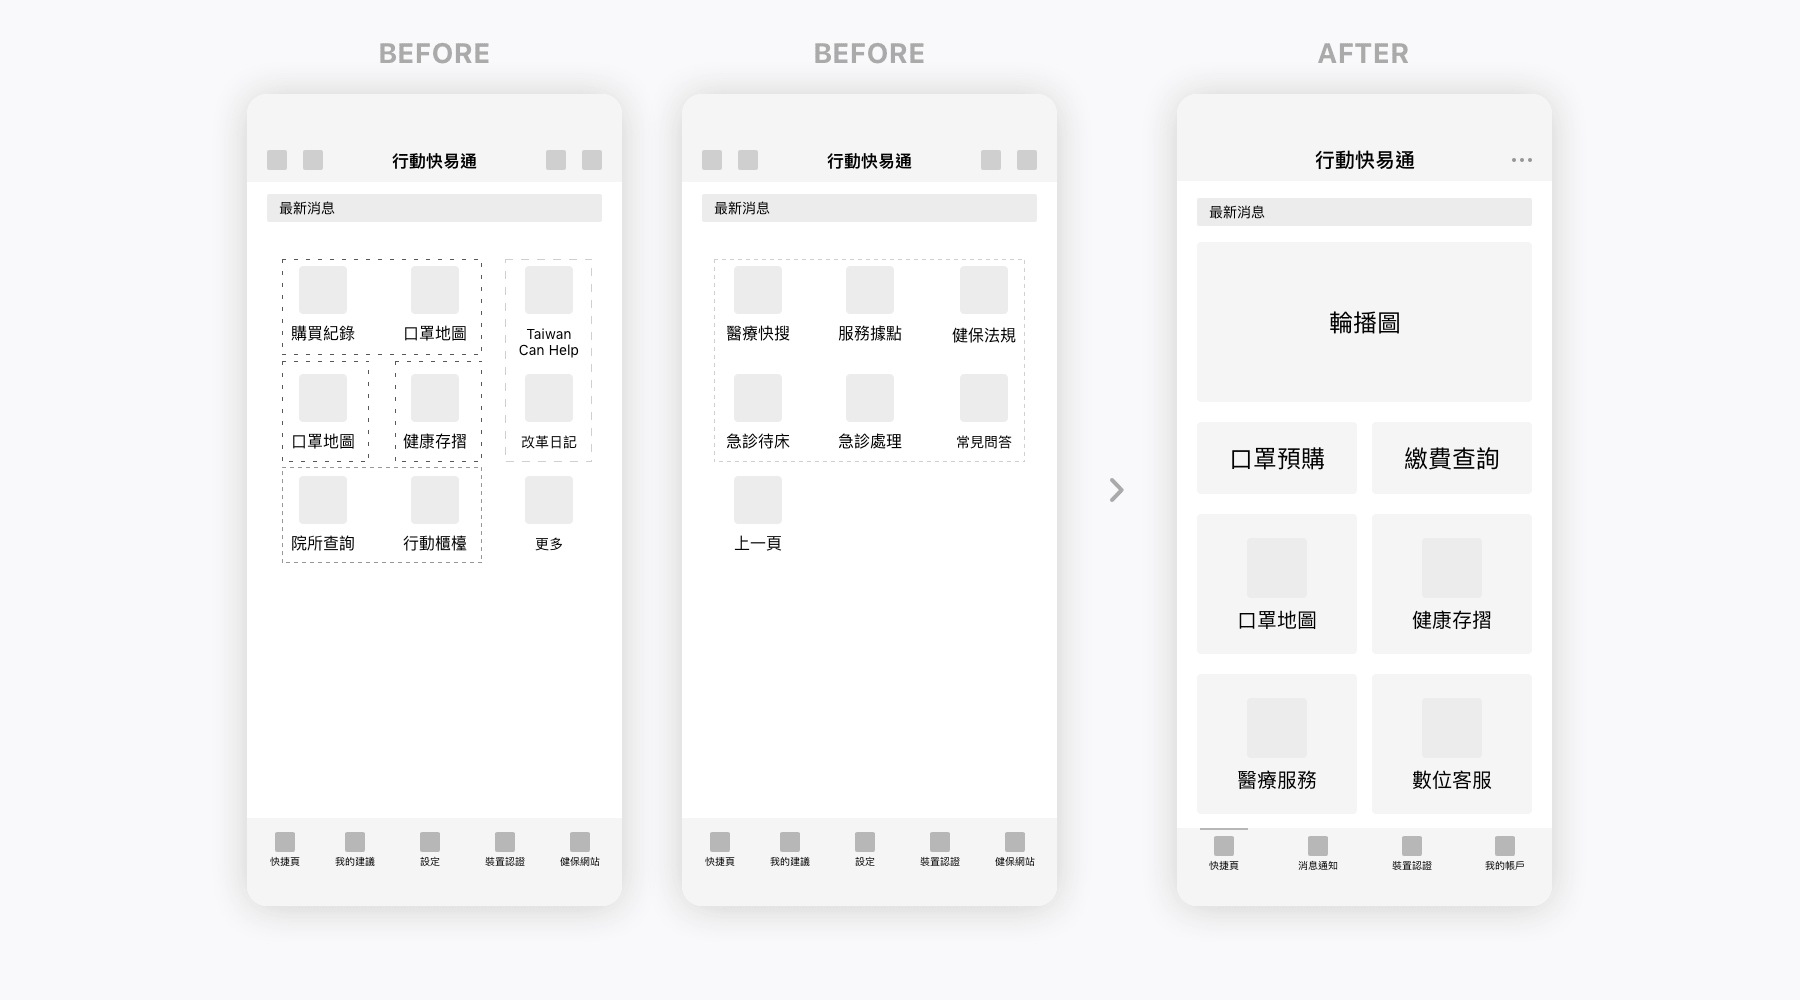 BEFORE
行動快易通
最新消息
購買紀錄
口罩地圖
Taiwan
Can Help
口罩地圖
健康存摺
改革日記
院所查詢
行動櫃檯
更多
快捷頁
我的建議
設定
裝置認證
健保網站
BEFORE
行動快易通
最新消息
醫療快搜
服務據點
健保法規
急診待床
急診處理
常見問答
上一頁
快捷頁
我的建議
設定
裝置認證
健保網站
AFTER
行動快易通
最新消息
輪播圖
口罩預購
繳費查詢
口罩地圖
健康存摺
醫療服務
數位客服
快捷頁
消息通知
裝置認證
我的帳戶